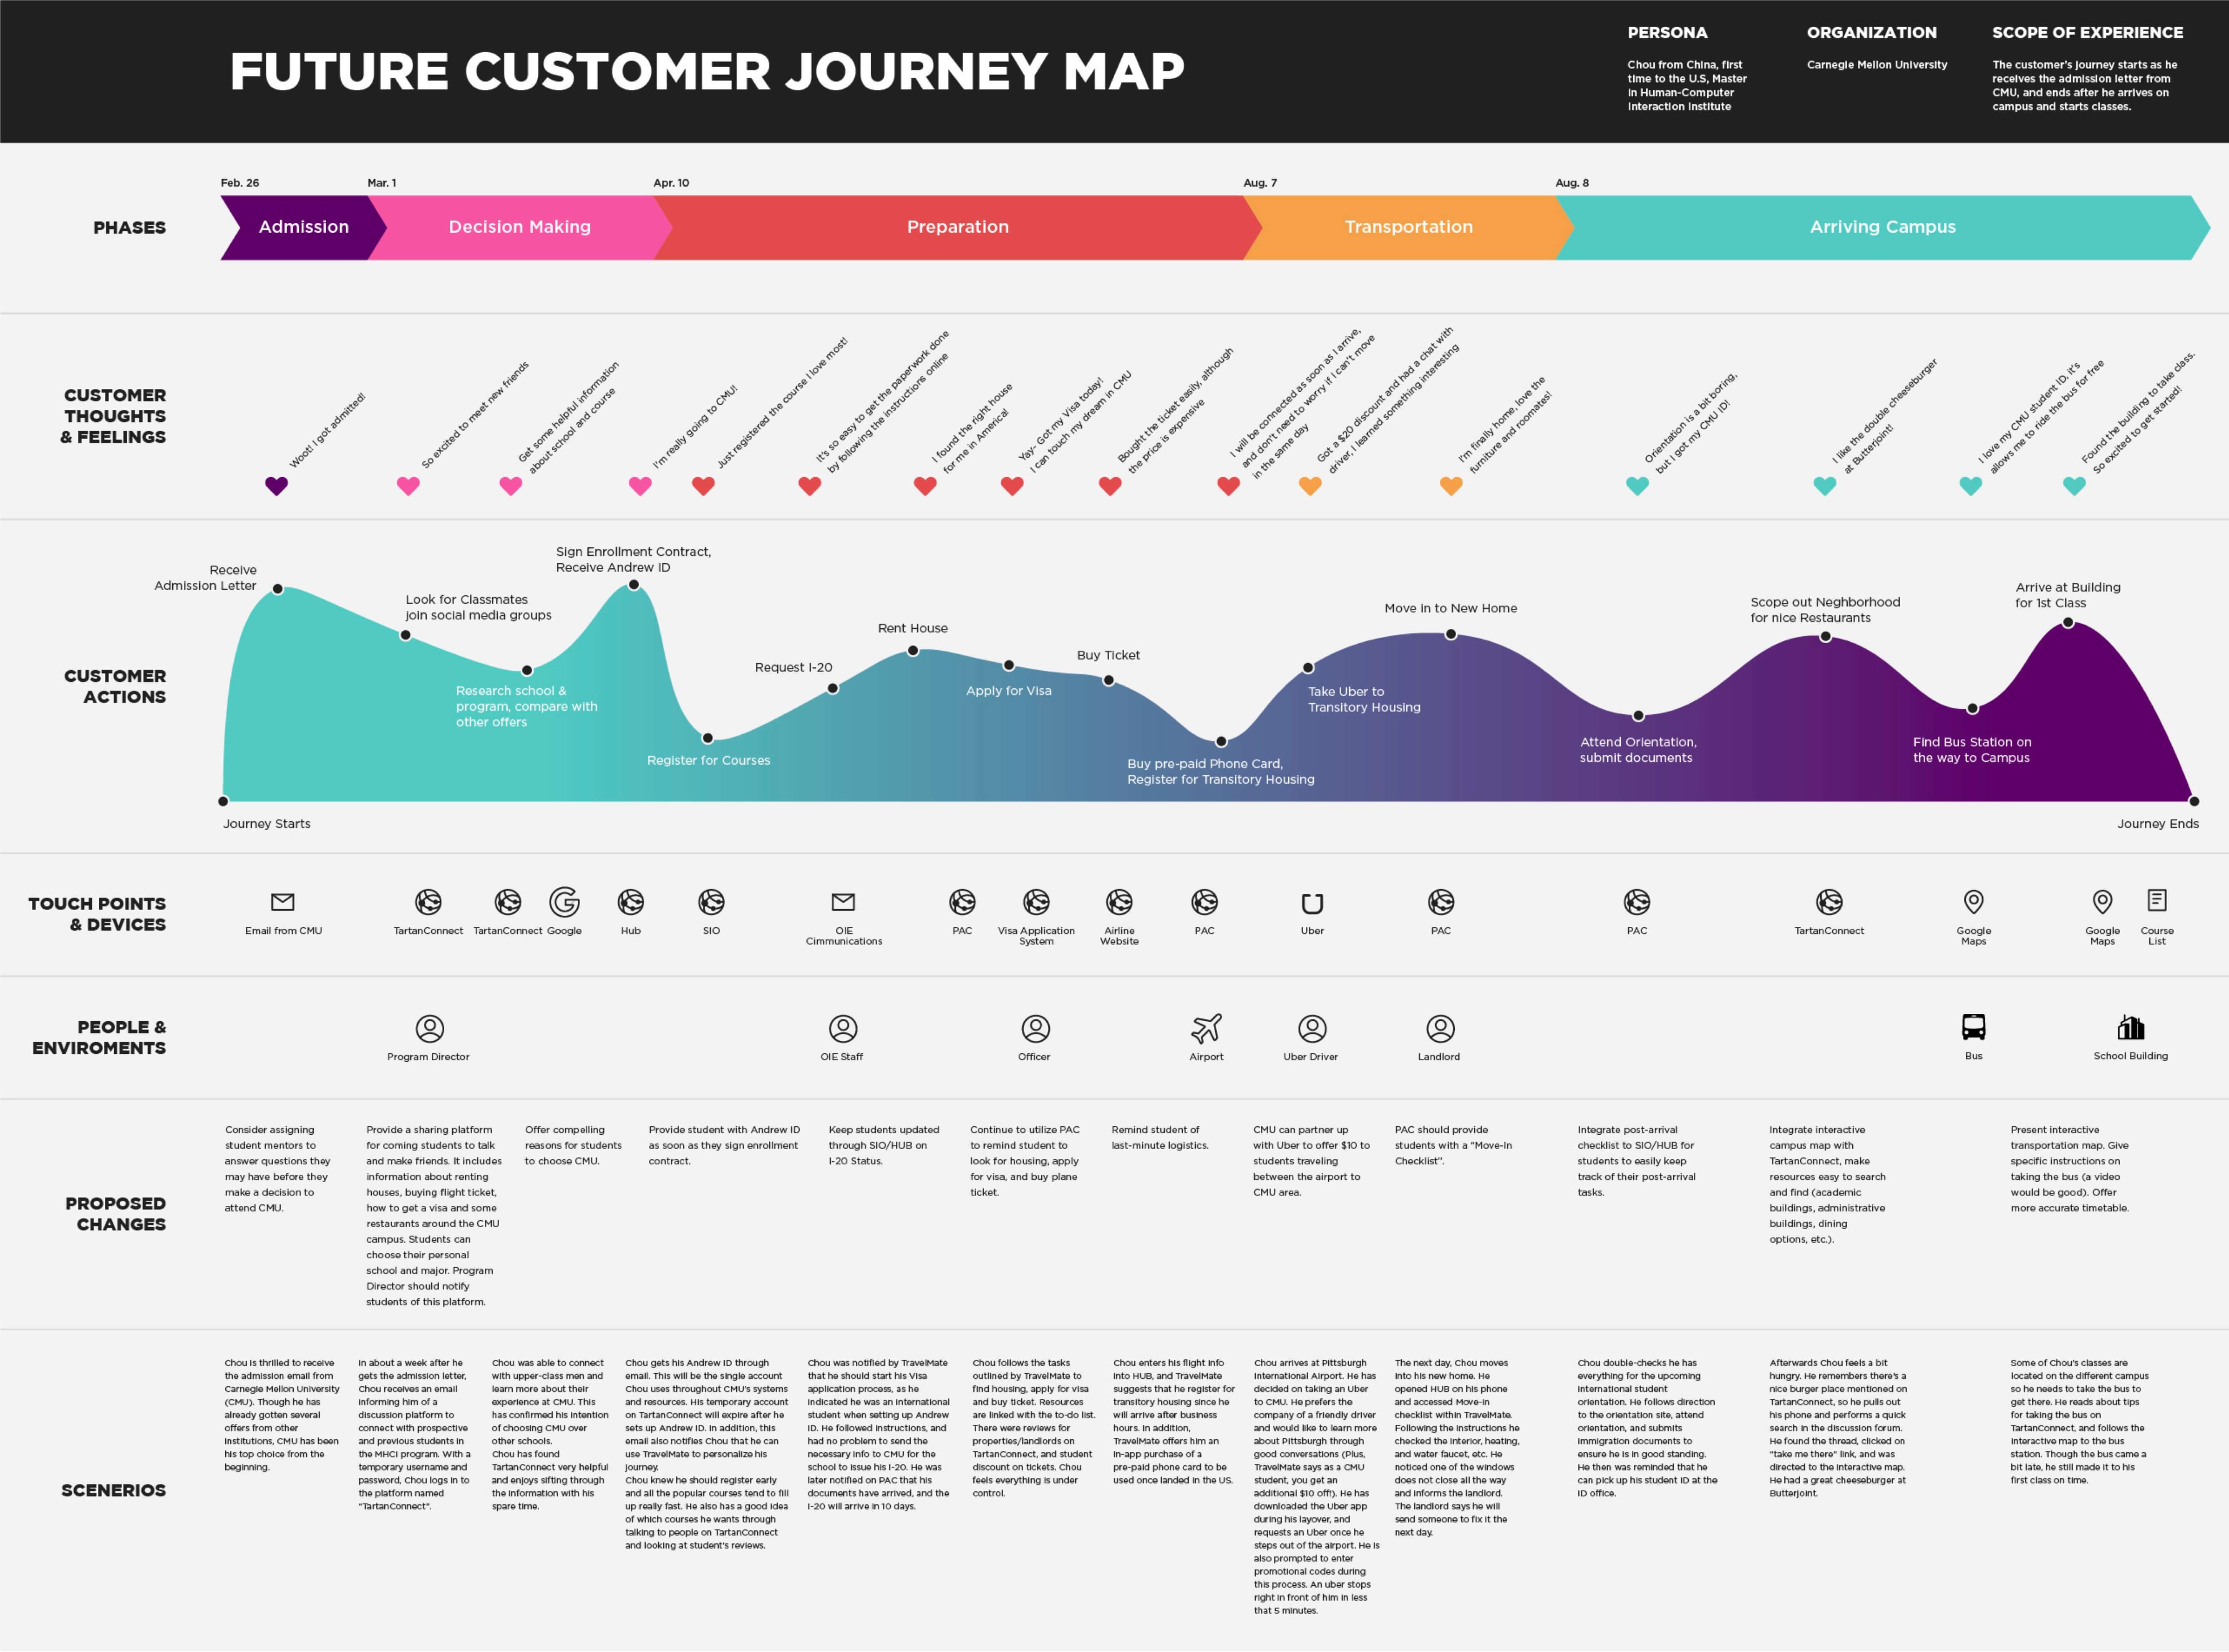 FUTURE CUSTOMER JOURNEY MAP
PERSONA
Chou from China, first
time to the U.S, Master
in Human-Computer
Interaction Institute
ORGANIZATION
Carnegie Mellon University
SCOPE OF EXPERIENCE
The customer's journey starts as he
receives the admission letter from
CMU, and ends after he arrives on
campus and starts classes.
PHASES
Feb. 26
Admission
Mar. 1
Decision Making
Apr. 10
Preparation
Aug. 7
Transportation
Aug. 8
Arriving Campus
CUSTOMER
THOUGHTS
& FEELINGS
Woot! I got admitted!
So excited to meet new friends
Get some helpful information
about school and course
I'm really going to CMU!
Just registered the course I love most!
It's so easy to get the paperwork done
by following the instructions online
I found the right house
for me in America!
Yay~ Got my Visa today!
I can touch my dream in CMU
Bought the ticket easily, although
the price is expensive
I will be connected as soon as I arrive,
and don't need to worry if I can't move
in the same day
Got a $20 discount and had a chat with
driver, I learned something interesting
I'm finally home, love the
furniture and roomates!
Orientation is a bit boring,
but I got my CMU ID!
I like the double cheeseburger
at Butterjoint!
I love my CMU student ID, it's
allows me to ride the bus for free
Found the building to take class.
So excited to get started!
CUSTOMER
ACTIONS
Receive
Admission Letter
Look for Classmates
join social media groups
Research school &
program, compare with
other offers
Sign Enrollment Contract,
Receive Andrew ID
Register for Courses
Request I-20
Rent House
Apply for Visa
Buy Ticket
Buy pre-paid Phone Card,
Register for Transitory Housing
Take Uber to
Transitory Housing
Move in to New Home
Attend Orientation,
submit documents
Scope out Neghborhood
for nice Restaurants
Find Bus Station on
the way to Campus
Arrive at Building
for 1st Class
Journey Starts
Journey Ends
TOUCH POINTS
& DEVICES
Email from CMU
TartanConnect
TartanConnect
Google
Hub
SIO
OIE
Cimmunications
PAC
Visa Application
System
Airline
Website
PAC
Uber
PAC
PAC
TartanConnect
Google
Maps
Google
Maps
Course
List
PEOPLE &
ENVIROMENTS
Program Director
OIE Staff
Officer
Airport
Uber Driver
Landlord
Bus
School Building
PROPOSED
CHANGES
Consider assigning
student mentors to
answer questions they
may have before they
make a decision to
attend CMU.
Provide a sharing platform
for coming students to talk
and make friends. It includes
information about renting
houses, buying flight ticket,
how to get a visa and some
restaurants around the CMU
campus. Students can
choose their personal
school and major. Program
Director should notify
students of this platform.
Offer compelling
reasons for students
to choose CMU.
Provide student with Andrew ID
as soon as they sign enrollment
contract.
Keep students updated
through SIO/HUB on
I-20 Status.
Continue to utilize PAC
to remind student to
look for housing, apply
for visa, and buy plane
ticket.
Remind student of
last-minute logistics.
CMU can partner up
with Uber to offer $10 to
students traveling
between the airport to
CMU area.
PAC should provide
students with a "Move-In
Checklist".
Integrate post-arrival
checklist to SIO/HUB for
students to easily keep
track of their post-arrival
tasks.
Integrate interactive
campus map with
TartanConnect, make
resources easy to search
and find (academic
buildings, administrative
buildings, dining
options, etc.).
Present interactive
transportation map. Give
specific instructions on
taking the bus (a video
would be good). Offer
more accurate timetable.
SCENERIOS
Chou is thrilled to receive
the admission email from
Carnegie Mellon University
(CMU). Though he has
already gotten several
offers from other
institutions, CMU has been
his top choice from the
beginning.
In about a week after he
gets the admission letter,
Chou receives an email
informing him of a
discussion platform to
connect with prospective
and previous students in
the MHCI program. With a
temporary username and
password, Chou logs in to
the platform named
"TartanConnect".
Chou was able to connect
with upper-class men and
learn more about their
experience at CMU. This
has confirmed his intention
of choosing CMU over
other schools.
Chou has found
TartanConnect very helpful
and enjoys sifting through
the information with his
spare time.
Chou gets his Andrew ID through
email. This will be the single account
Chou uses throughout CMU's systems
and resources. His temporary account
on TartanConnect will expire after he
sets up Andrew ID. In addition, this
email also notifies Chou that he can
use TravelMate to personalize his
journey.
Chou knew he should register early
and all the popular courses tend to fill
up really fast. He also has a good idea
of which courses he wants through
talking to people on TartanConnect
and looking at student's reviews.
Chou was notified by TravelMate
that he should start his Visa
application process, as he
indicated he was an international
student when setting up Andrew
ID. He followed instructions, and
had no problem to send the
necessary info to CMU for the
school to issue his I-20. He was
later notified on PAC that his
documents have arrived, and the
I-20 will arrive in 10 days.
Chou follows the tasks
outlined by TravelMate to
find housing, apply for visa
and buy ticket. Resources
are linked with the to-do list.
There were reviews for
properties/landlords on
TartanConnect, and student
discount on tickets. Chou
feels everything is under
control.
Chou enters his flight info
into HUB, and TravelMate
suggests that he register for
transitory housing since he
will arrive after business
hours. In addition,
TravelMate offers him an
in-app purchase of a
pre-paid phone card to be
used once landed in the US.
Chou arrives at Pittsburgh
International Airport. He has
decided on taking an Uber
to CMU. He prefers the
company of a friendly driver
and would like to learn more
about Pittsburgh through
good conversations (Plus,
TravelMate says as a CMU
student, you get an
additional $10 off!). He has
downloaded the Uber app
during his layover, and
requests an Uber once he
steps out of the airport. He is
also prompted to enter
promotional codes during
this process. An uber stops
right in front of him in less
that 5 minutes.
The next day, Chou moves
into his new home. He
opened HUB on his phone
and accessed Move-in
checklist within TravelMate.
Following the instructions he
checked the interior, heating,
and water faucet, etc. He
noticed one of the windows
does not close all the way
and informs the landlord.
The landlord says he will
send someone to fix it the
next day.
Chou double-checks he has
everything for the upcoming
international student
orientation. He follows direction
to the orientation site, attend
orientation, and submits
immigration documents to
ensure he is in good standing.
He then was reminded that he
can pick up his student ID at the
ID office.
Afterwards Chou feels a bit
hungry. He remembers there's a
nice burger place mentioned on
TartanConnect, so he pulls out
his phone and performs a quick
search in the discussion forum.
He found the thread, clicked on
"take me there" link, and was
directed to the interactive map.
He had a great cheeseburger at
Butterjoint.
Some of Chou's classes are
located on the different campus
so he needs to take the bus to
get there. He reads about tips
for taking the bus on
TartanConnect, and follows the
interactive map to the bus
station. Though the bus came a
bit late, he still made it to his
first class on time.